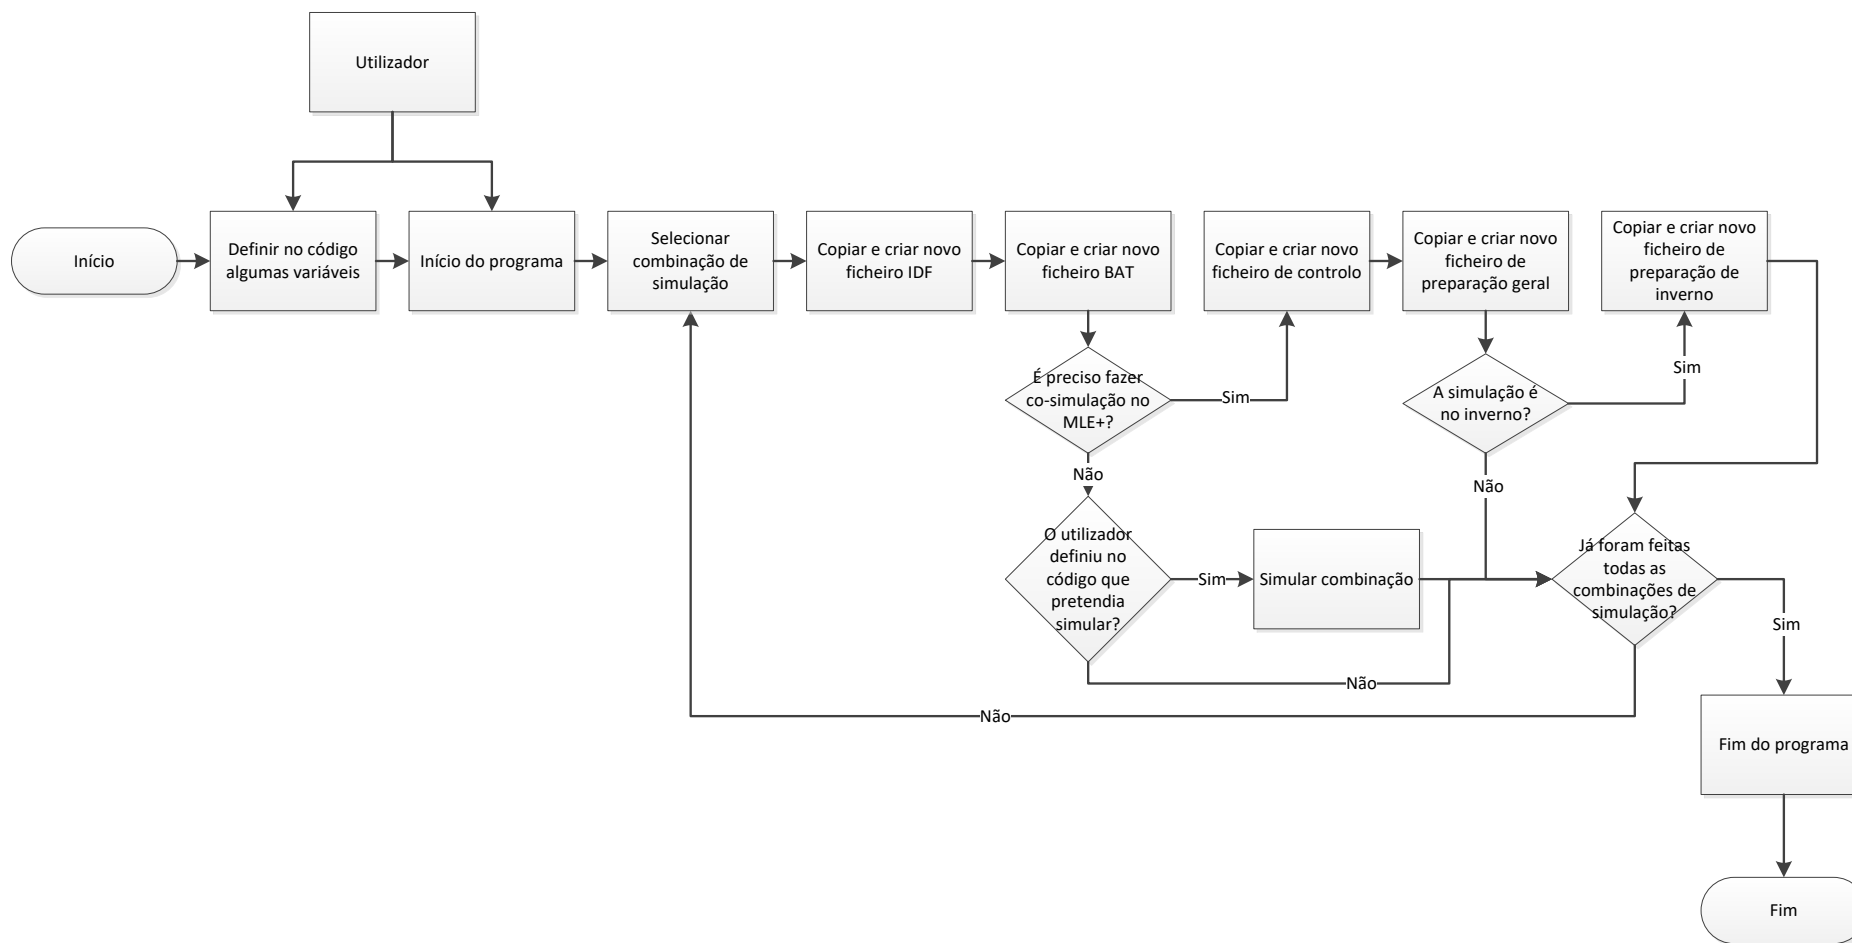 Utilizador
Início
Definir no código
algumas variáveis
Início do programa
Selecionar
combinação de
simulação
Copiar e criar novo
ficheiro IDF
Copiar e criar novo
ficheiro BAT
Copiar e criar novo
ficheiro de controlo
Copiar e criar novo
ficheiro de
preparação geral
Copiar e criar novo
ficheiro de
preparação de
inverno
É preciso fazer
co-simulação no
MLE+?
Sim
A simulação é
no inverno?
Sim
Não
Não
O utilizador
definiu no
código que
pretendia
simular?
Sim
Simular combinação
Já foram feitas
todas as
combinações de
simulação?
Sim
Não
Não
Fim do programa
Fim